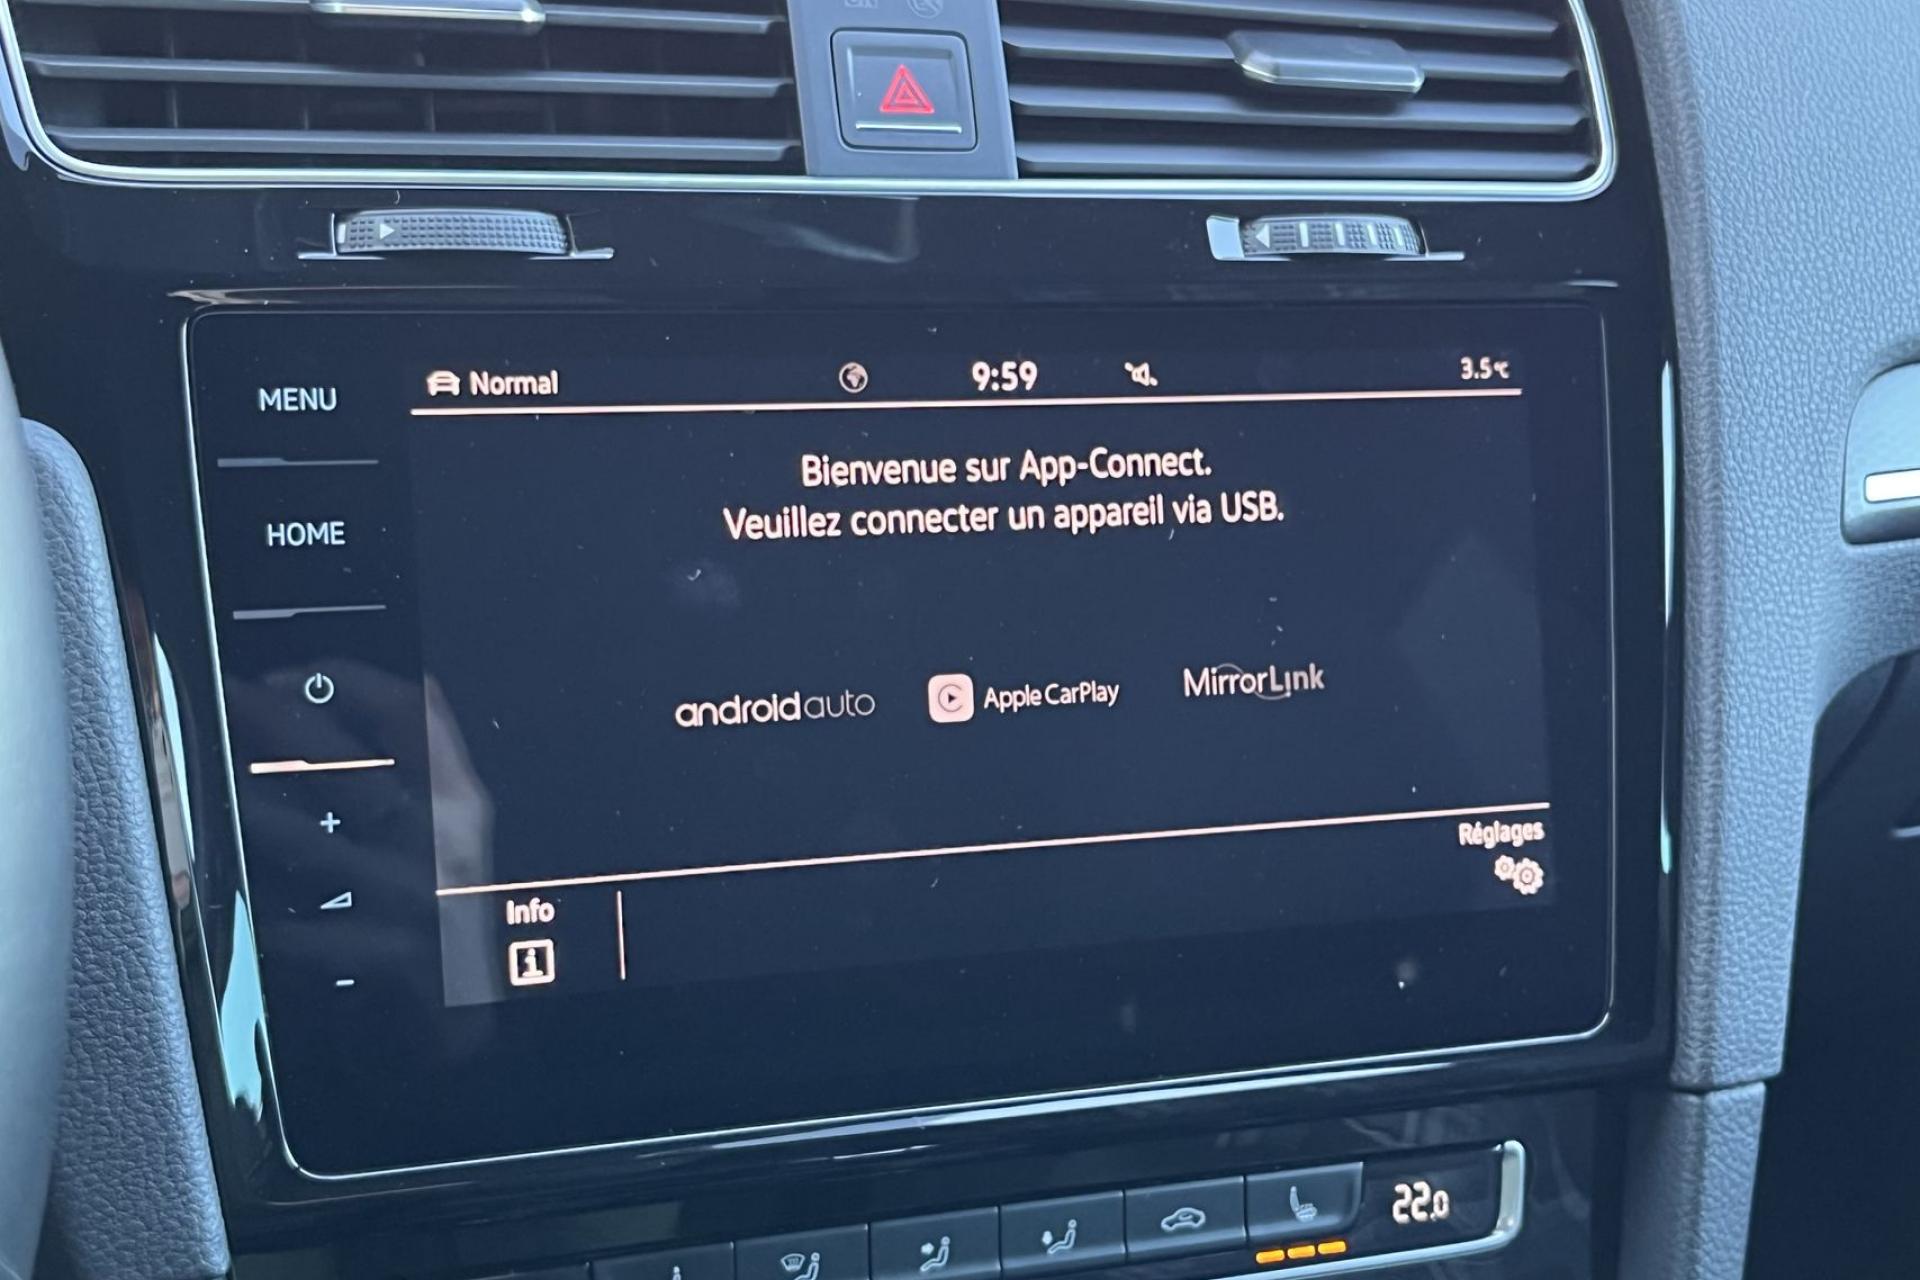 MENU
HOME
Normal
9:59
3.5°C
Bienvenue sur App-Connect.
Veuillez connecter un appareil via USB.
androidauto
Apple CarPlay
MirrorLink
Réglages
Info
22.0